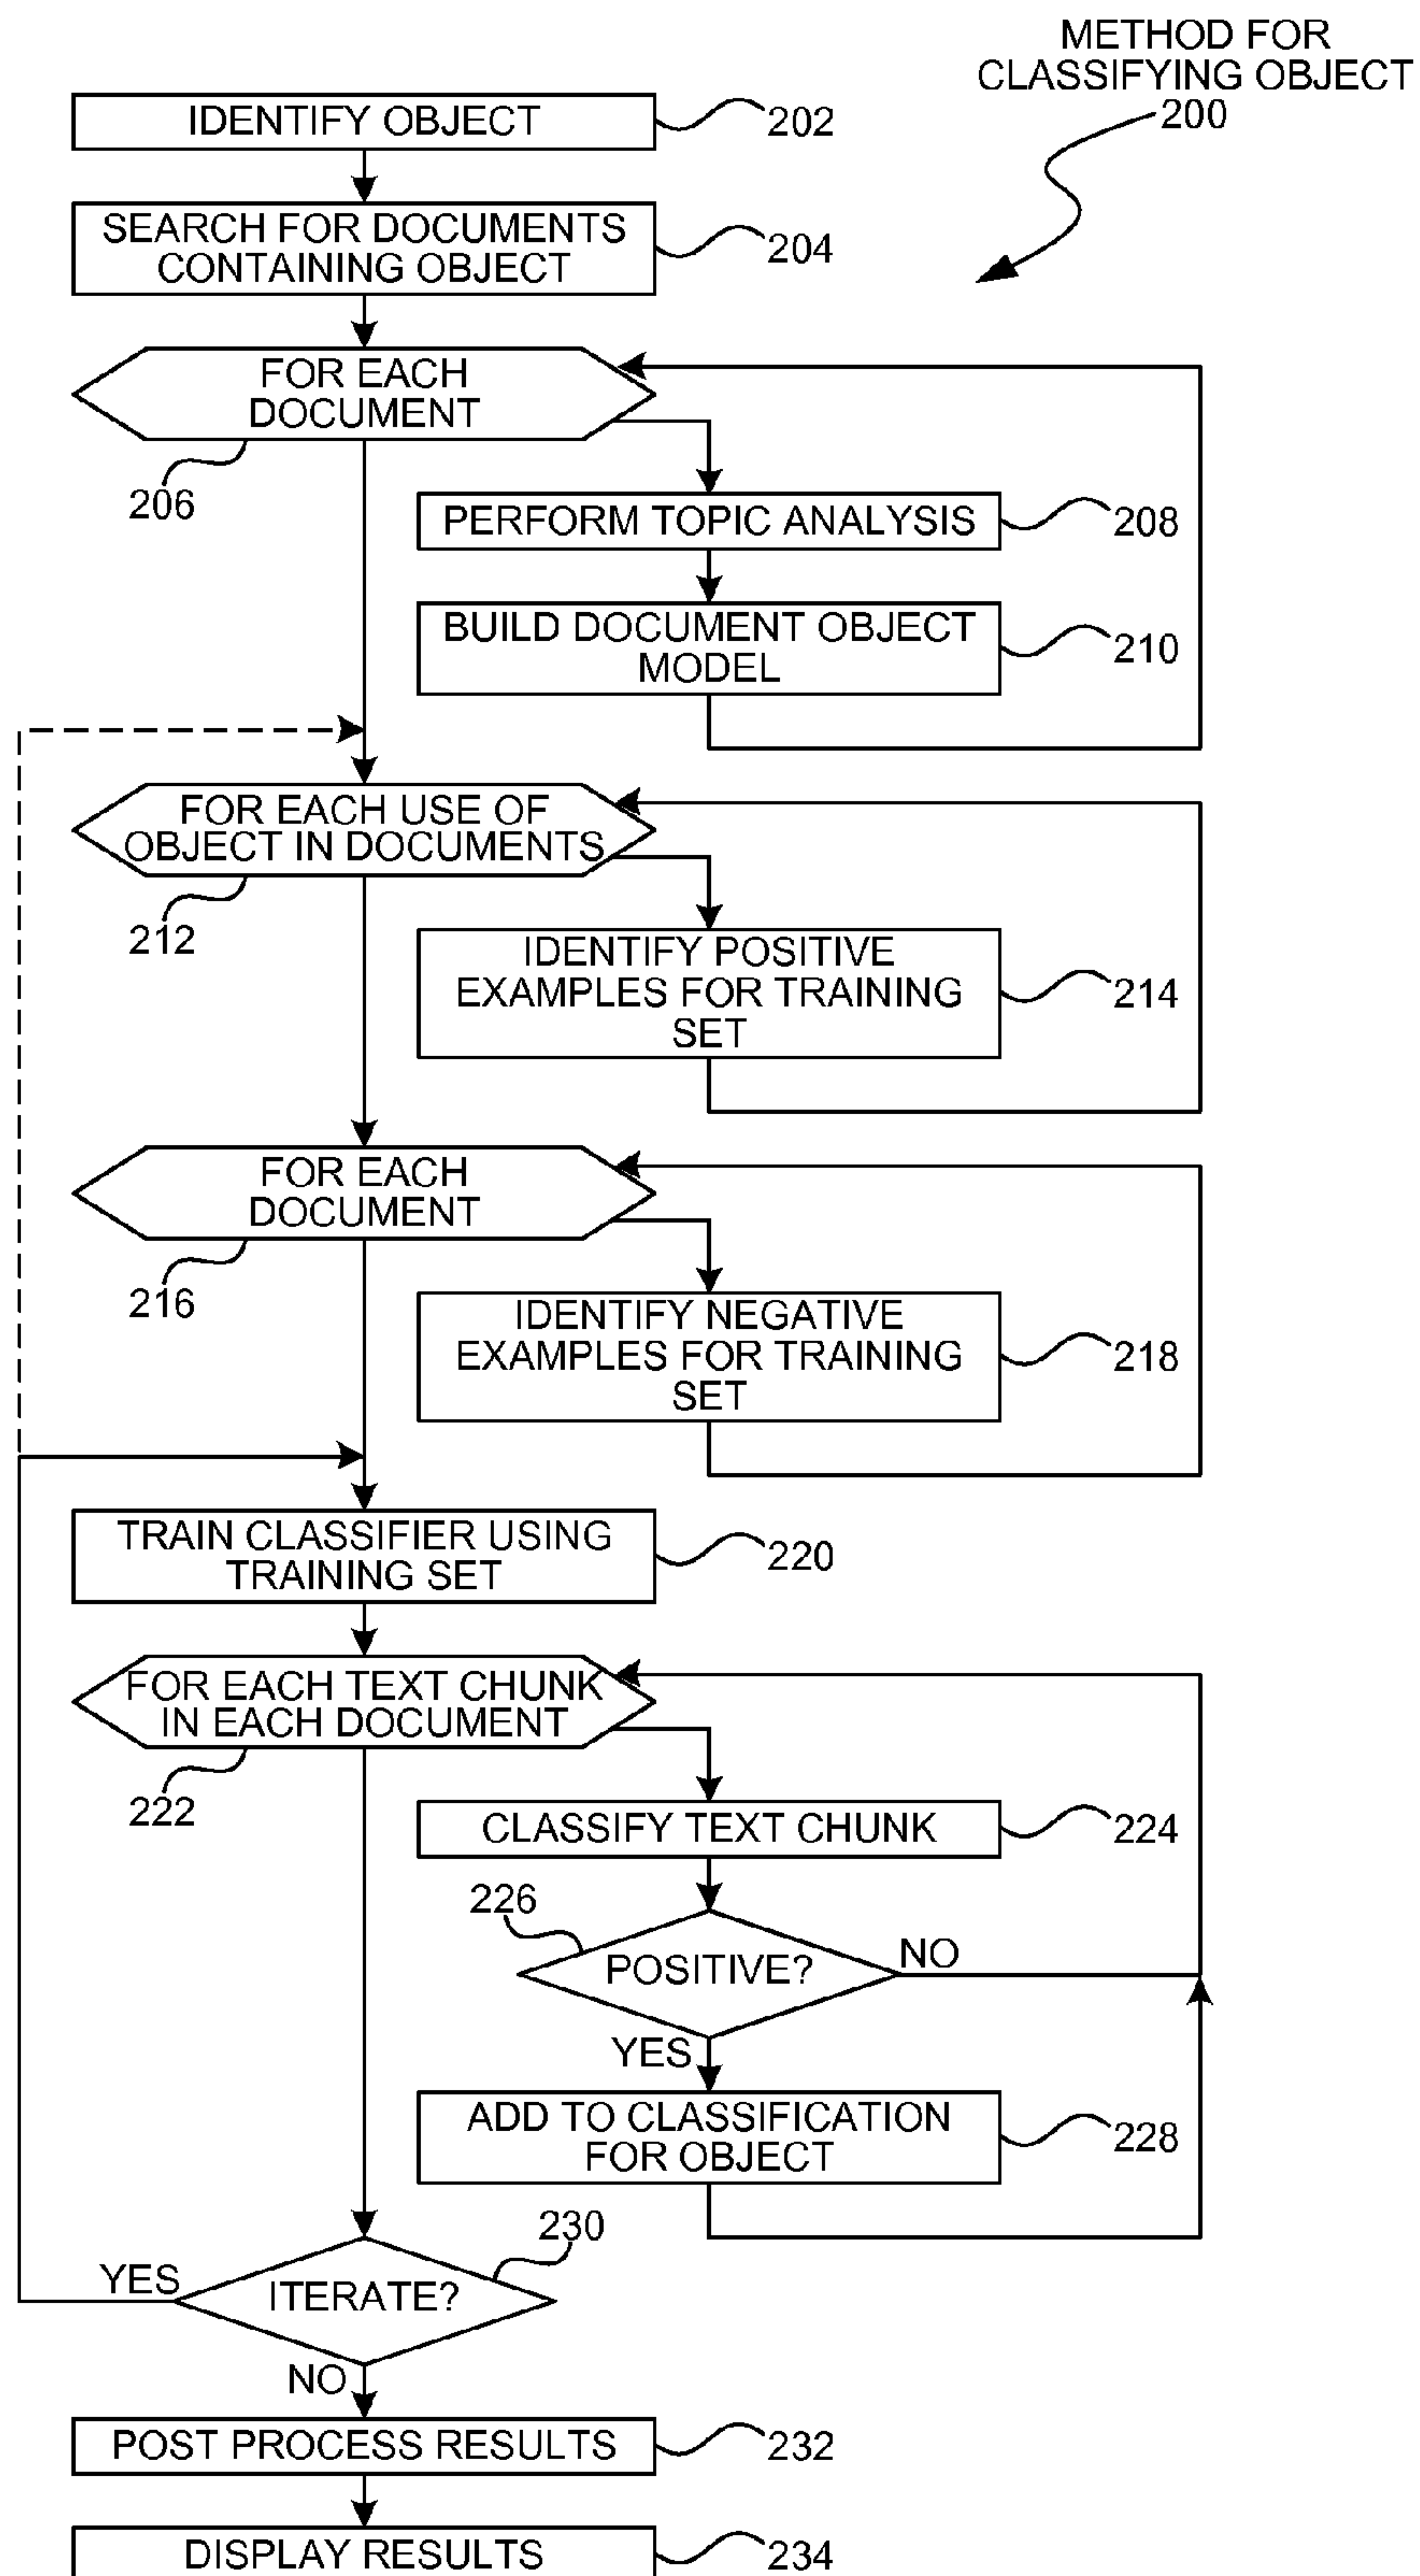 METHOD FOR
CLASSIFYING OBJECT
200
IDENTIFY OBJECT
202
SEARCH FOR DOCUMENTS
CONTAINING OBJECT
204
FOR EACH
DOCUMENT
206
PERFORM TOPIC ANALYSIS
208
BUILD DOCUMENT OBJECT
MODEL
210
FOR EACH USE OF
OBJECT IN DOCUMENTS
212
IDENTIFY POSITIVE
EXAMPLES FOR TRAINING
SET
214
FOR EACH
DOCUMENT
216
IDENTIFY NEGATIVE
EXAMPLES FOR TRAINING
SET
218
TRAIN CLASSIFIER USING
TRAINING SET
220
FOR EACH TEXT CHUNK
IN EACH DOCUMENT
222
CLASSIFY TEXT CHUNK
224
226
POSITIVE?
NO
YES
ADD TO CLASSIFICATION
FOR OBJECT
228
230
YES
ITERATE?
NO
POST PROCESS RESULTS
232
DISPLAY RESULTS
234